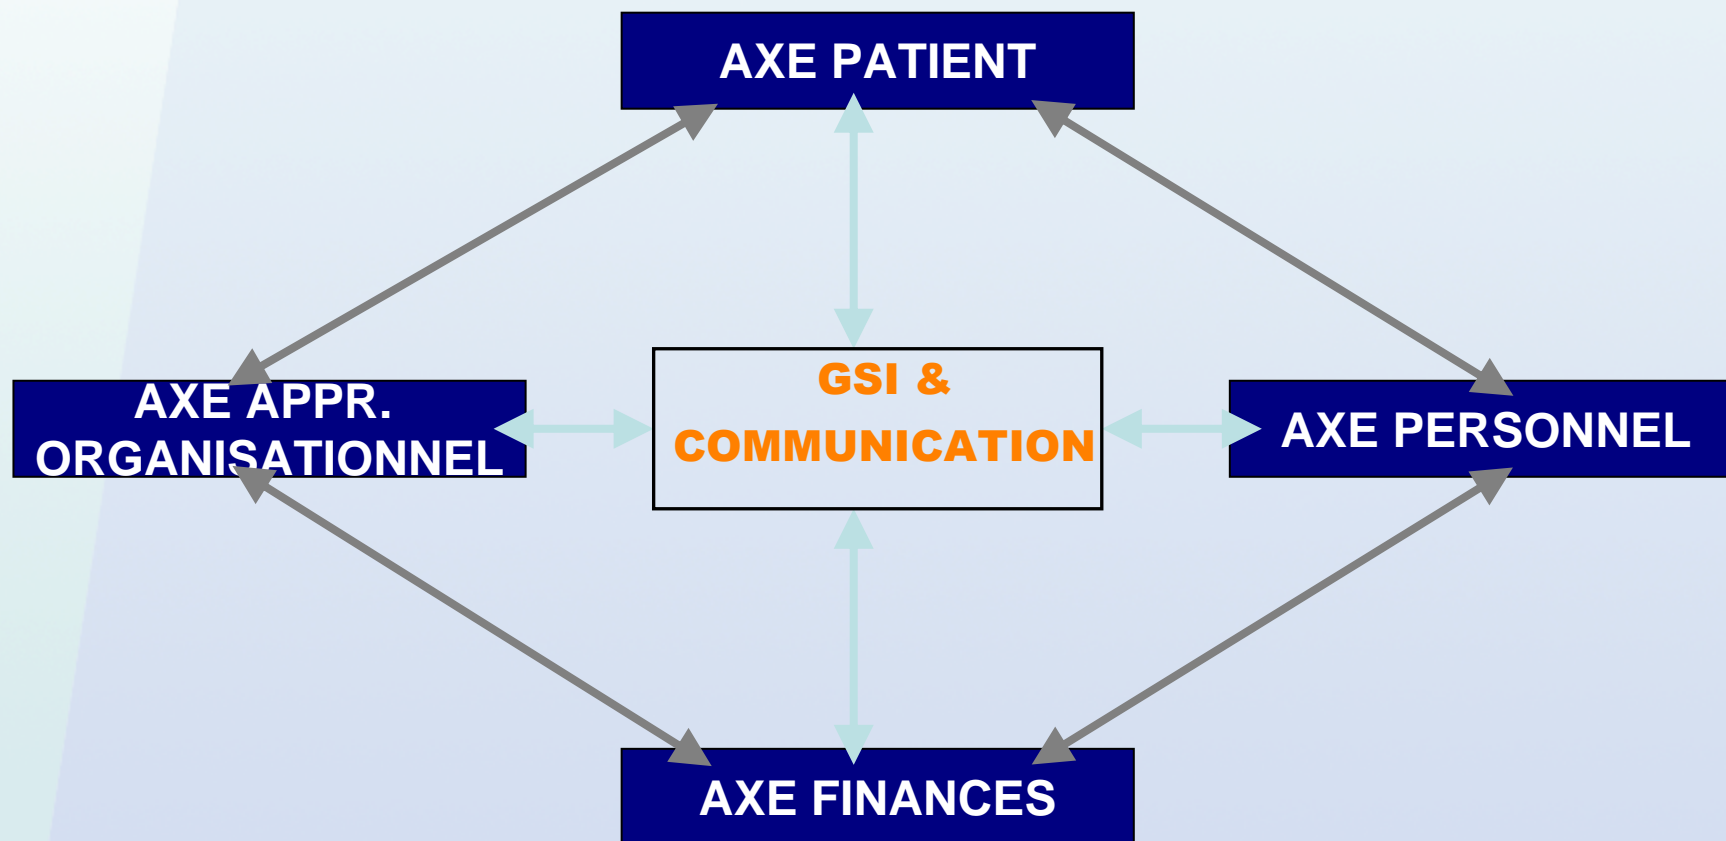 AXE PATIENT
GSI &
COMMUNICATION
AXE APPR.
ORGANISATIONNEL
AXE PERSONNEL
AXE FINANCES